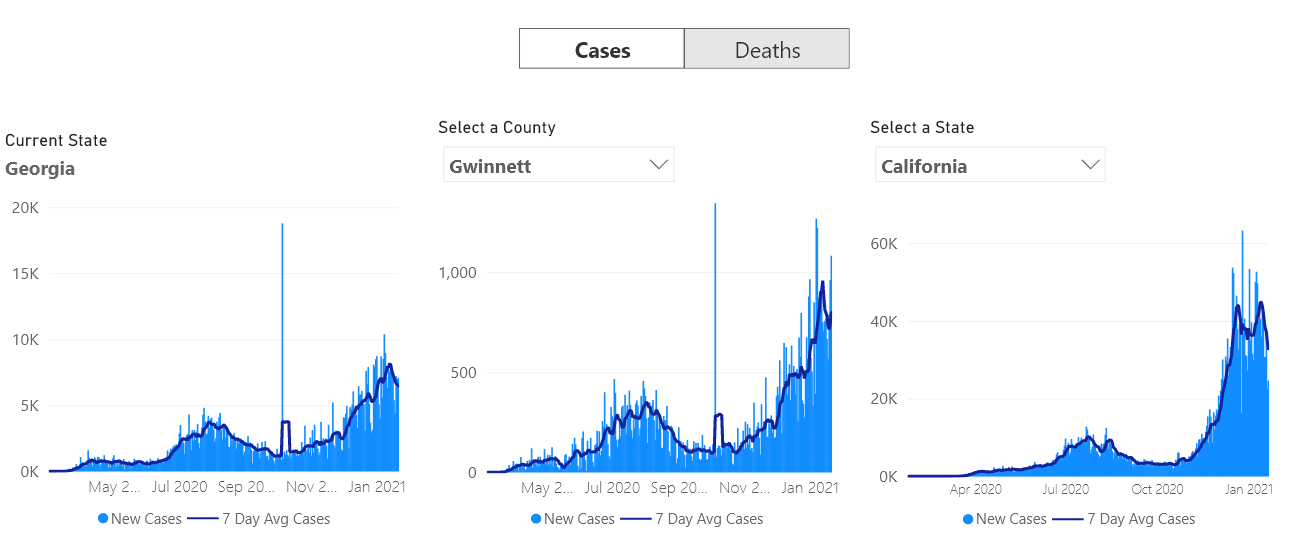 Cases
Deaths
Current State
Georgia
20K
15K
10K
5K
0K
May 2...
Jul 2020
Sep 20...
Nov 2...
Jan 2021
New Cases
7 Day Avg Cases
Select a County
Gwinnett
1,000
500
0
May 2...
Jul 2020
Sep 20...
Nov 2...
Jan 2021
New Cases
7 Day Avg Cases
Select a State
California
60K
40K
20K
0K
Apr 2020
Jul 2020
Oct 2020
Jan 2021
New Cases
7 Day Avg Cases